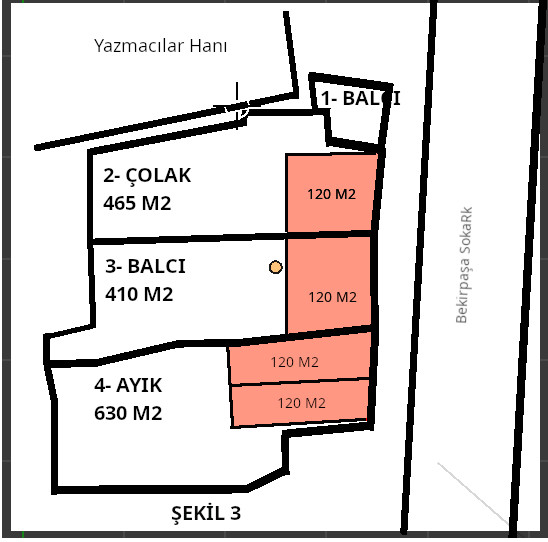 Yazmacılar Hanı
1- BALCI
2- ÇOLAK
465 M2
120 M2
3- BALCI
410 M2
120 M2
Bekirpaşa SokaRk
120 M2
4- AYIK
630 M2
120 M2
ŞEKİL 3